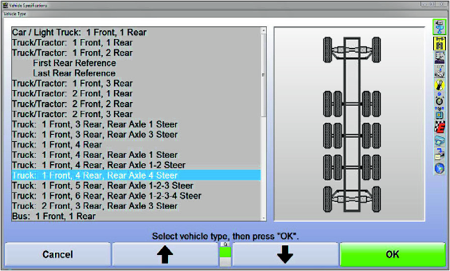 Vehicle Specifications
Vehicle Type
Car / Light Truck: 1 Front, 1 Rear
Truck/Tractor: 1 Front, 1 Rear
Truck/Tractor: 1 Front, 2 Rear
First Rear Reference
Last Rear Reference
Truck/Tractor: 1 Front, 3 Rear
Truck/Tractor: 2 Front, 1 Rear
Truck/Tractor: 2 Front, 2 Rear
Truck/Tractor: 2 Front, 3 Rear
Truck: 1 Front, 3 Rear, Rear Axle 1 Steer
Truck: 1 Front, 3 Rear, Rear Axle 3 Steer
Truck: 1 Front, 4 Rear
Truck: 1 Front, 4 Rear, Rear Axle 1 Steer
Truck: 1 Front, 4 Rear, Rear Axle 1-2 Steer
Truck: 1 Front, 4 Rear, Rear Axle 4 Steer
Truck: 1 Front, 5 Rear, Rear Axle 1-2-3 Steer
Truck: 1 Front, 6 Rear, Rear Axle 1-2-3-4 Steer
Truck: 2 Front, 3 Rear, Rear Axle 3 Steer
Bus: 1 Front, 1 Rear
Select vehicle type, then press "OK".
Cancel
OK